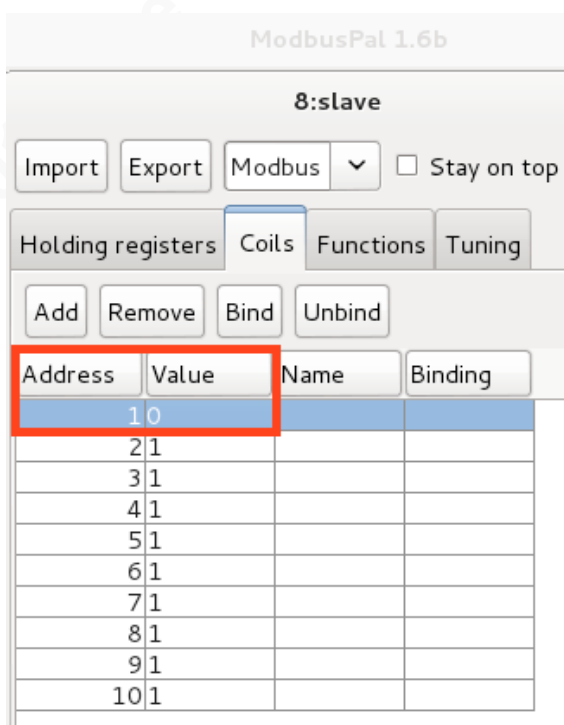 ModbusPal 1.6b
8:slave
Import Export Modbus Stay on top
Holding registers Coils Functions Tuning
Add Remove Bind Unbind
Address Value Name Binding
1 0
2 1
3 1
4 1
5 1
6 1
7 1
8 1
9 1
10 1